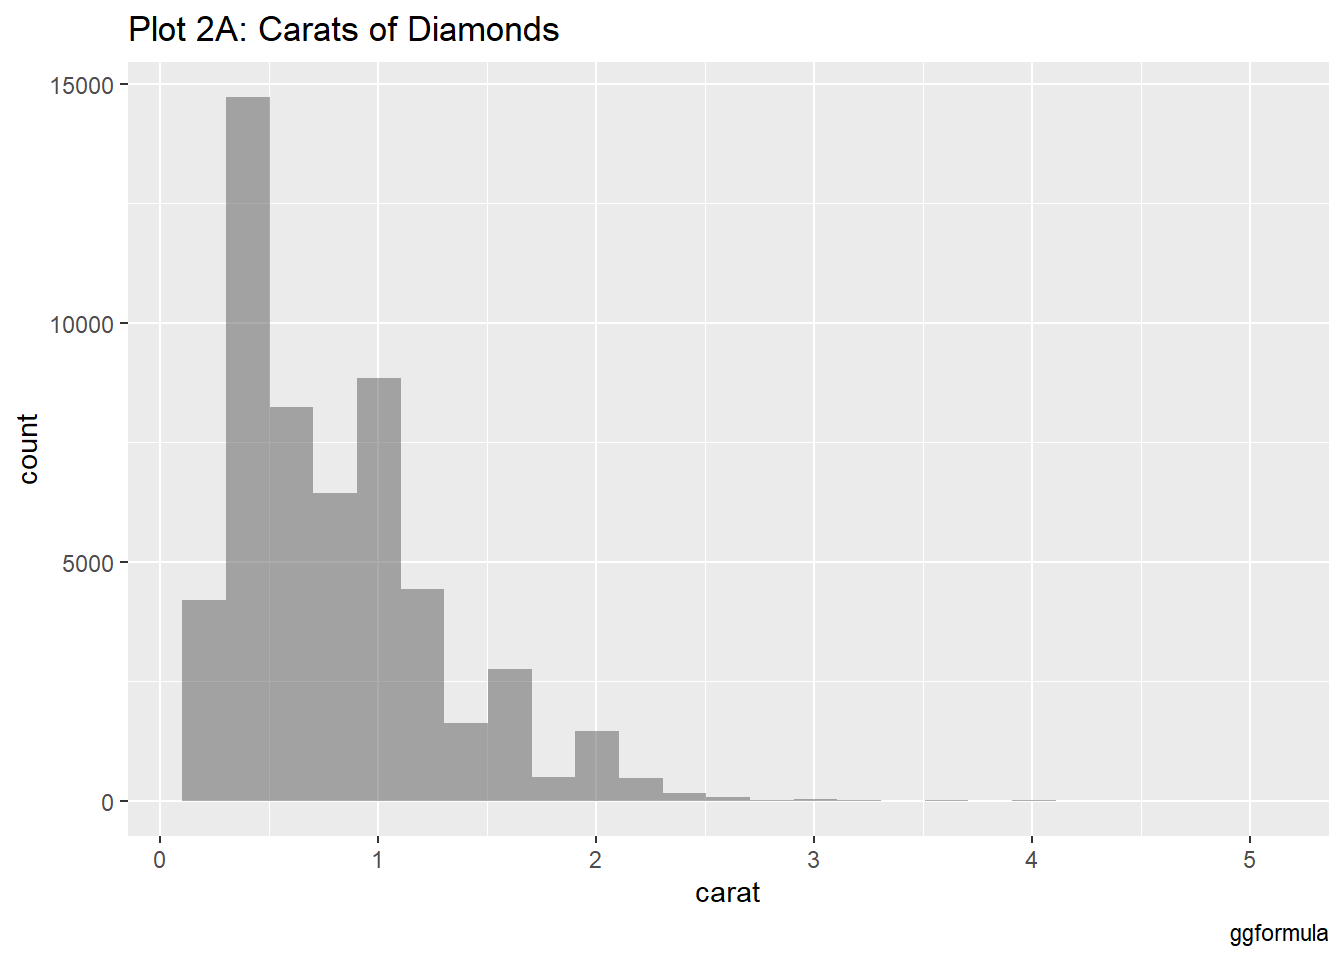 Plot 2A: Carats of Diamonds
15000
10000
5000
0
count
0 1 2 3 4 5
carat
ggformula